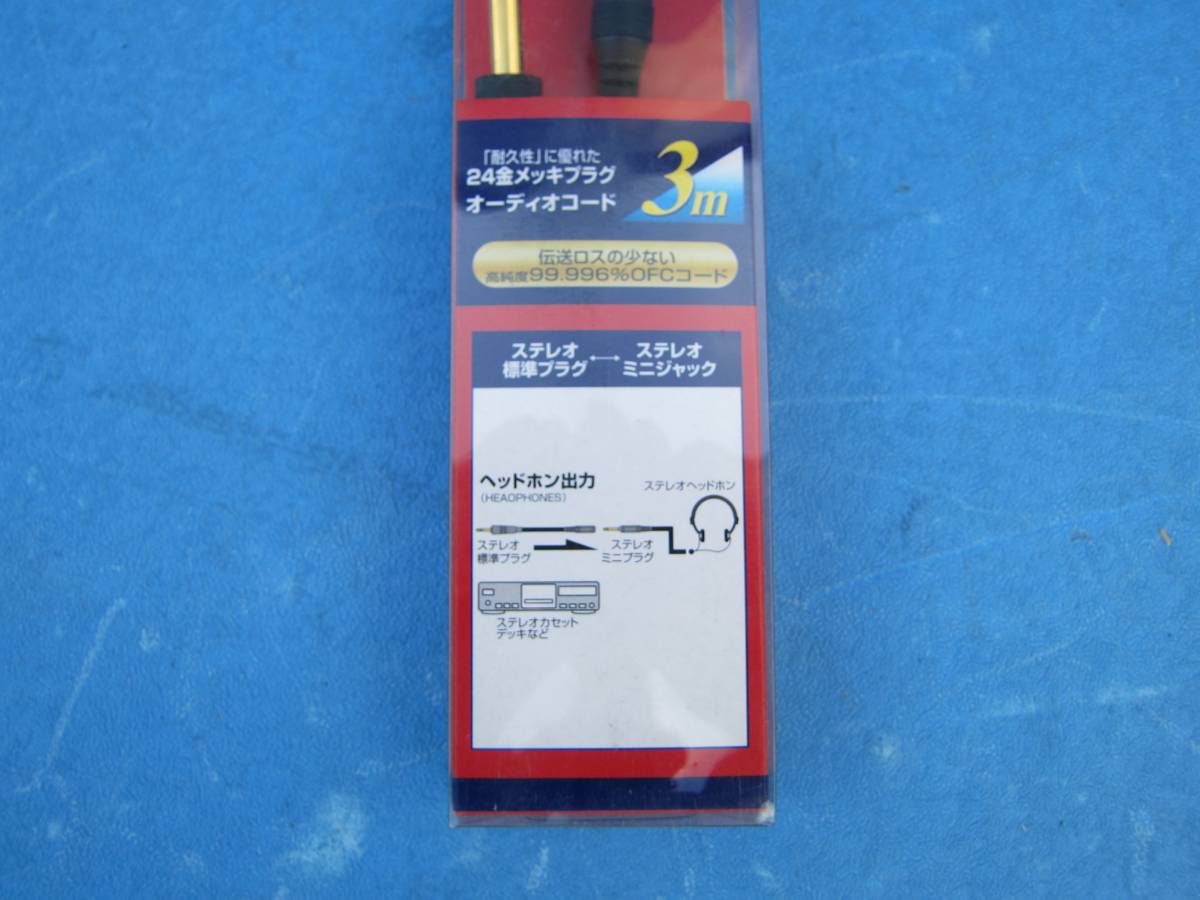 「耐久性」に優れた
24金メッキプラグ
オーディオコード
3m
伝送ロスの少ない
高純度99.996%OFCコード
ステレオ
標準プラグ
ステレオ
ミニジャック
ヘッドホン出力
(HEAOPHONES)
ステレオヘッドホン
ステレオ
標準プラグ
ステレオ
ミニプラグ
ステレオカセット
デッキなど